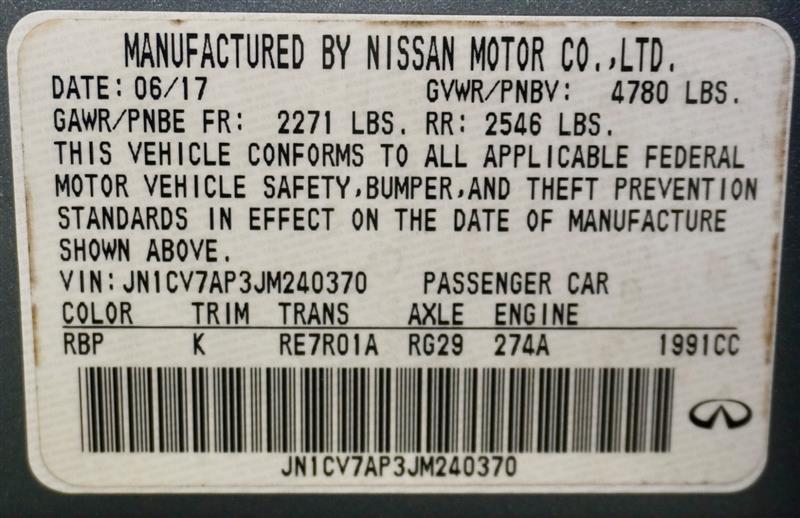 MANUFACTURED BY NISSAN MOTOR CO.,LTD.
DATE: 06/17 GVWR/PNBV: 4780 LBS.
GAWR/PNBE FR: 2271 LBS. RR: 2546 LBS.
THIS VEHICLE CONFORMS TO ALL APPLICABLE FEDERAL
MOTOR VEHICLE SAFETY,BUMPER,AND THEFT PREVENTION
STANDARDS IN EFFECT ON THE DATE OF MANUFACTURE
SHOWN ABOVE.
VIN: JN1CV7AP3JM240370 PASSENGER CAR
COLOR TRIM TRANS AXLE ENGINE
RBP K RE7R01A RG29 274A 1991CC
JN1CV7AP3JM240370